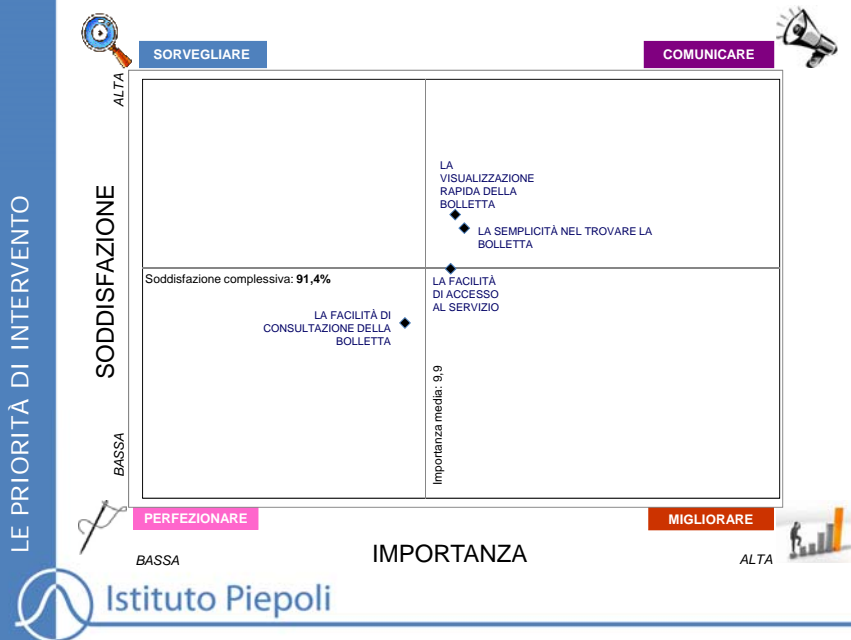 LE PRIORITÀ DI INTERVENTO
SORVEGLIARE
COMUNICARE
ALTA
SODDISFAZIONE
BASSA
LA
VISUALIZZAZIONE
RAPIDA DELLA
BOLLETTA
LA SEMPLICITÀ NEL TROVARE LA
BOLLETTA
Soddisfazione complessiva: 91,4%
LA FACILITÀ
DI ACCESSO
AL SERVIZIO
LA FACILITÀ DI
CONSULTAZIONE DELLA
BOLLETTA
Importanza media: 9,9
PERFEZIONARE
MIGLIORARE
BASSA
IMPORTANZA
ALTA
Istituto Piepoli